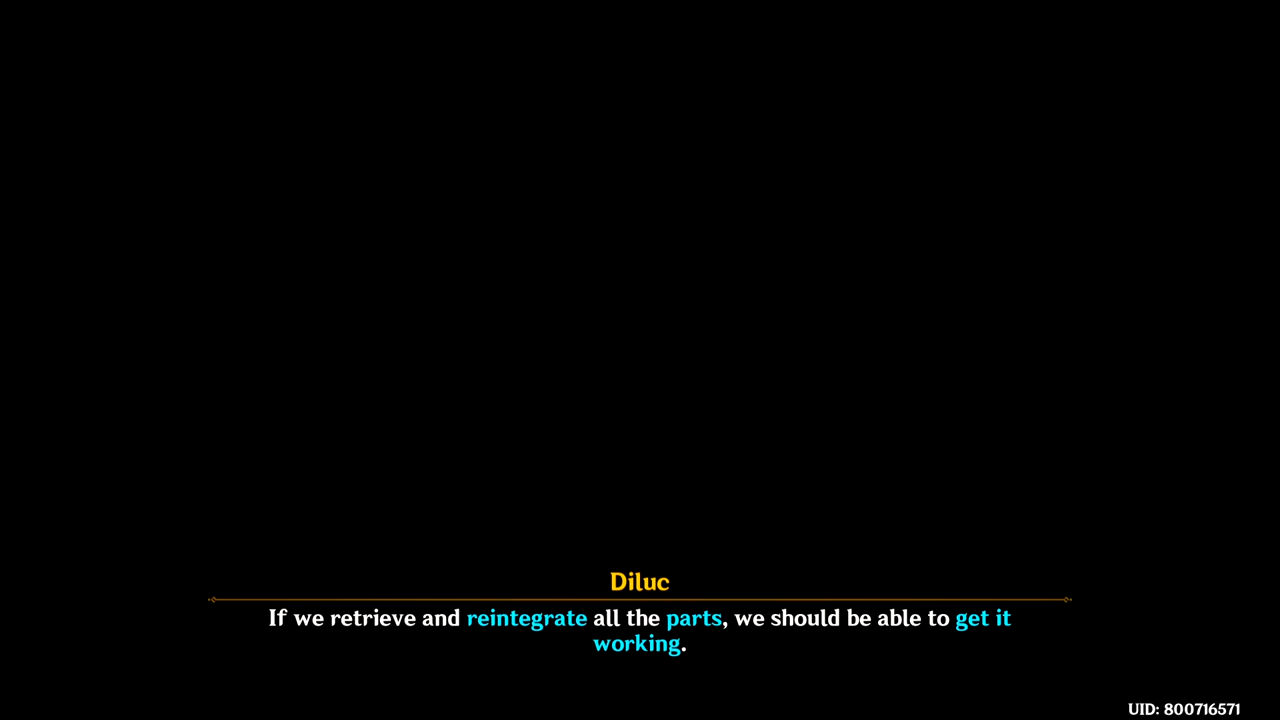 Diluc
If we retrieve and reintegrate all the parts, we should be able to get it
working.
UID: 800716571